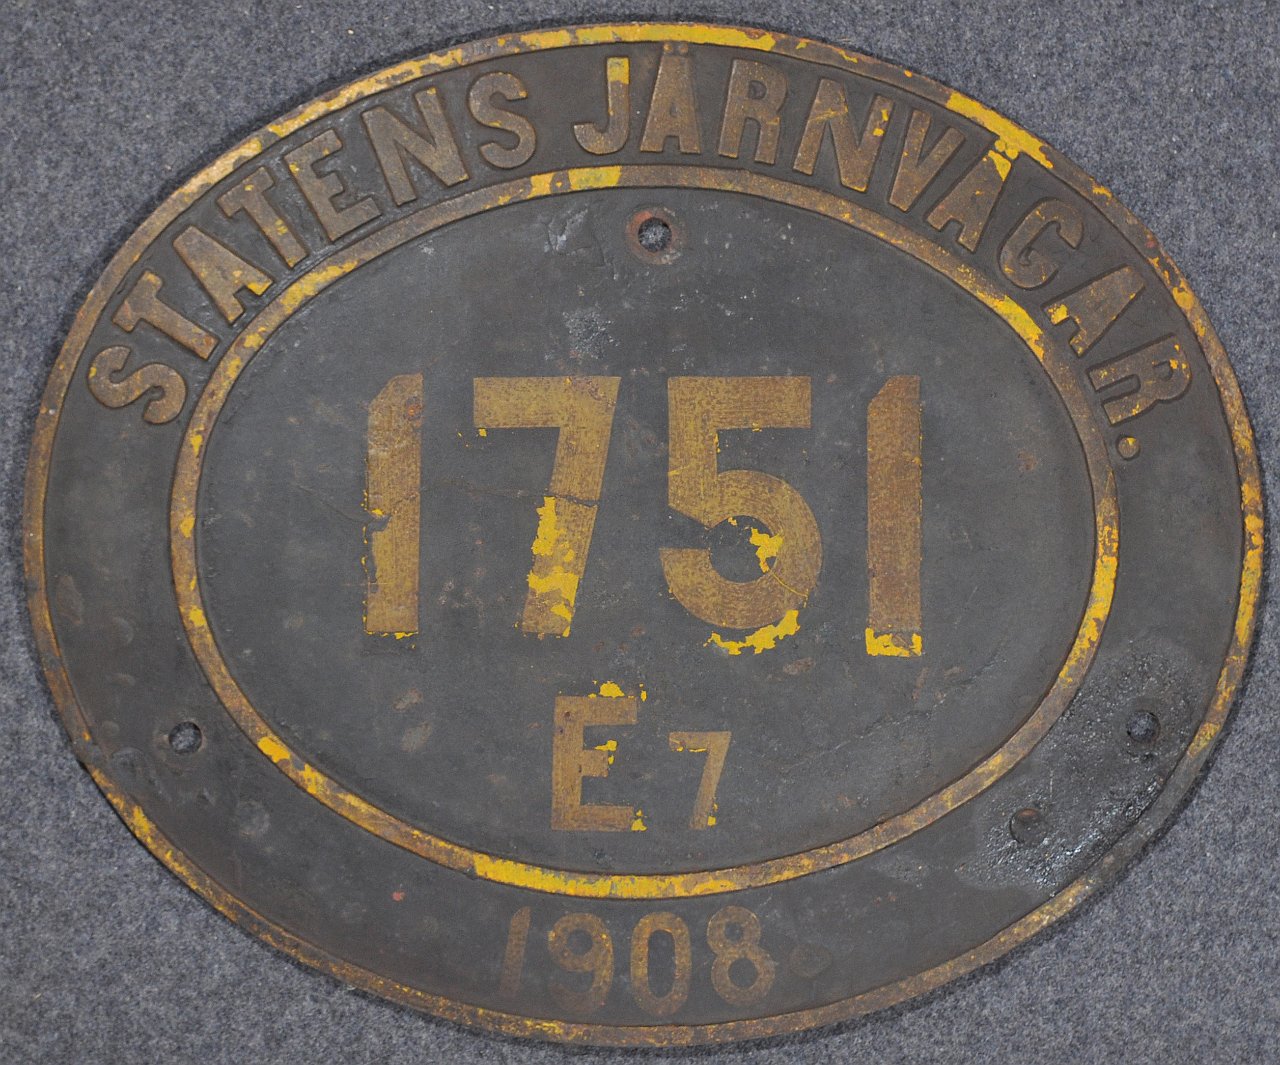 STATENS JÄRNVÄGAR.
1751
E7
1908